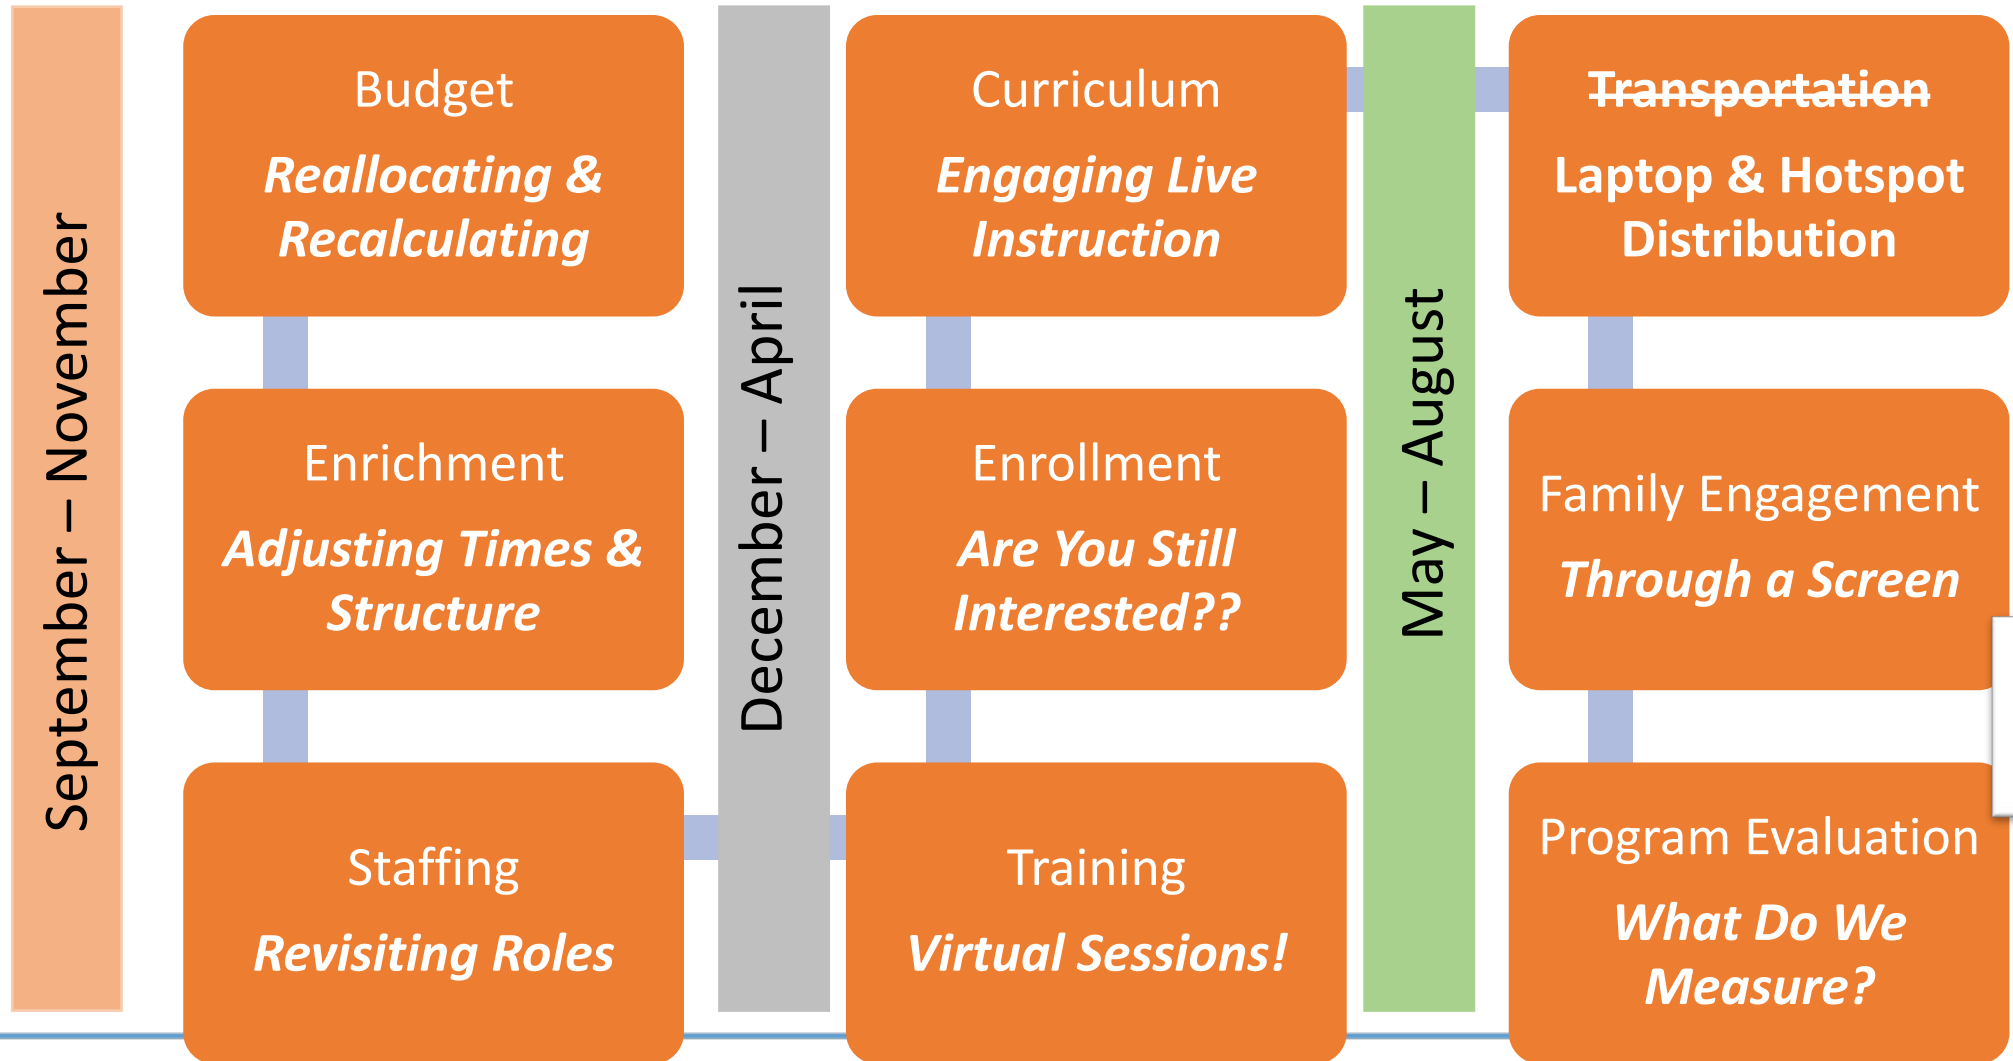 September – November
Budget
Reallocating &
Recalculating
Enrichment
Adjusting Times &
Structure
Staffing
Revisiting Roles
December – April
Curriculum
Engaging Live
Instruction
Enrollment
Are You Still
Interested??
Training
Virtual Sessions!
May – August
Transportation
Laptop & Hotspot
Distribution
Family Engagement
Through a Screen
Program Evaluation
What Do We
Measure?